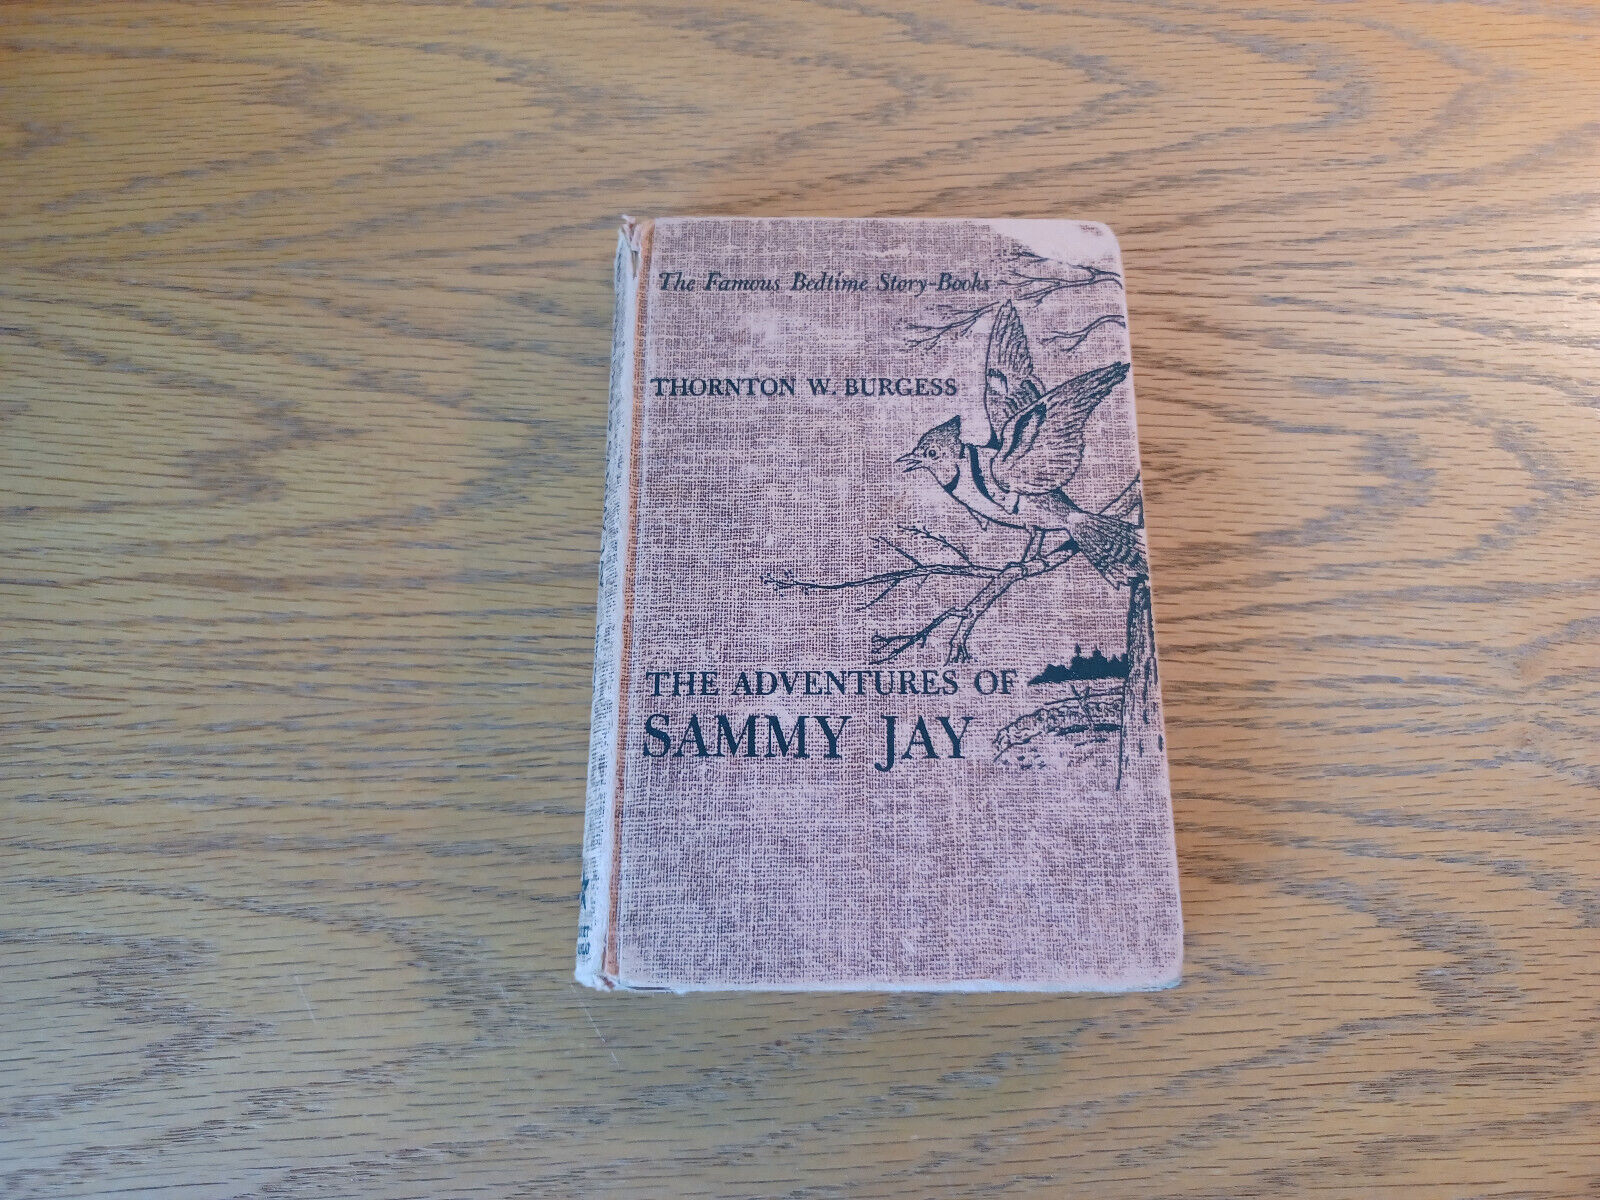 The Famous Bedtime Story-Books
THORNTON W. BURGESS
THE ADVENTURES OF
SAMMY JAY